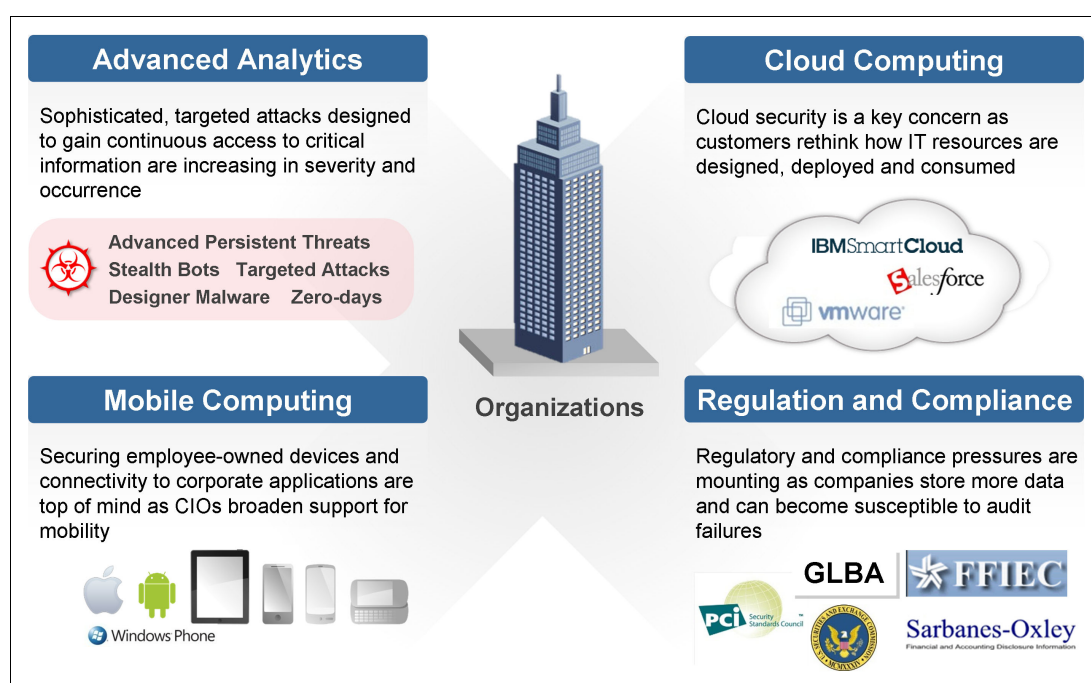 Advanced Analytics
Sophisticated, targeted attacks designed
to gain continuous access to critical
information are increasing in severity and
occurrence
Advanced Persistent Threats
Stealth Bots Targeted Attacks
Designer Malware Zero-days
Cloud Computing
Cloud security is a key concern as
customers rethink how IT resources are
designed, deployed and consumed
IBMSmartCloud
salesforce
vmware
Organizations
Mobile Computing
Securing employee-owned devices and
connectivity to corporate applications are
top of mind as CIOs broaden support for
mobility
Windows Phone
Regulation and Compliance
Regulatory and compliance pressures are
mounting as companies store more data
and can become susceptible to audit
failures
GLBA
FFIEC
PCi Security
Standards Council
U.S. SECURITIES AND EXCHANGE COMMISSION
MCMXXXIV
Sarbanes-Oxley
Financial and Accounting Disclosure Information